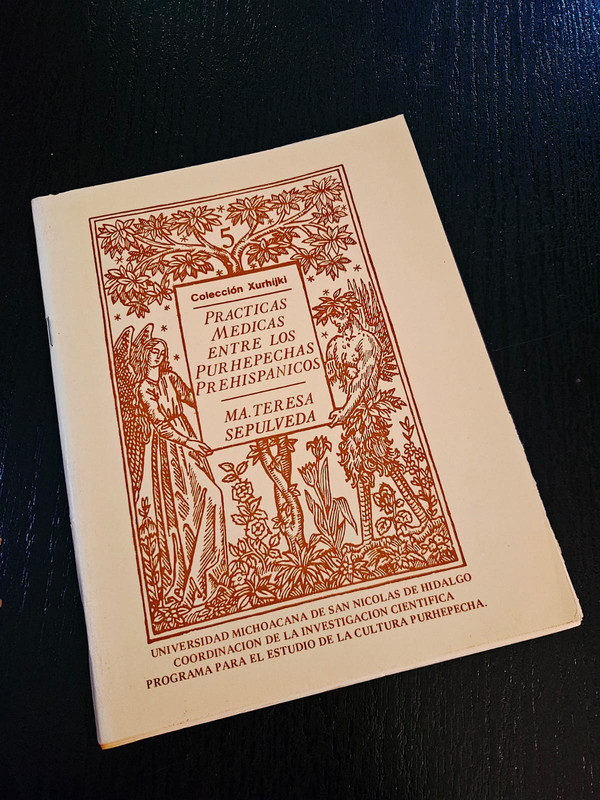 5
Colección Xurhijki
PRACTICAS
MEDICAS
ENTRE LOS
PURHEPECHAS
PREHISPANICOS
MA. TERESA
SEPULVEDA
UNIVERSIDAD MICHOACANA DE SAN NICOLAS DE HIDALGO
COORDINACION DE LA INVESTIGACION CIENTIFICA
PROGRAMA PARA EL ESTUDIO DE LA CULTURA PURHEPECHA.